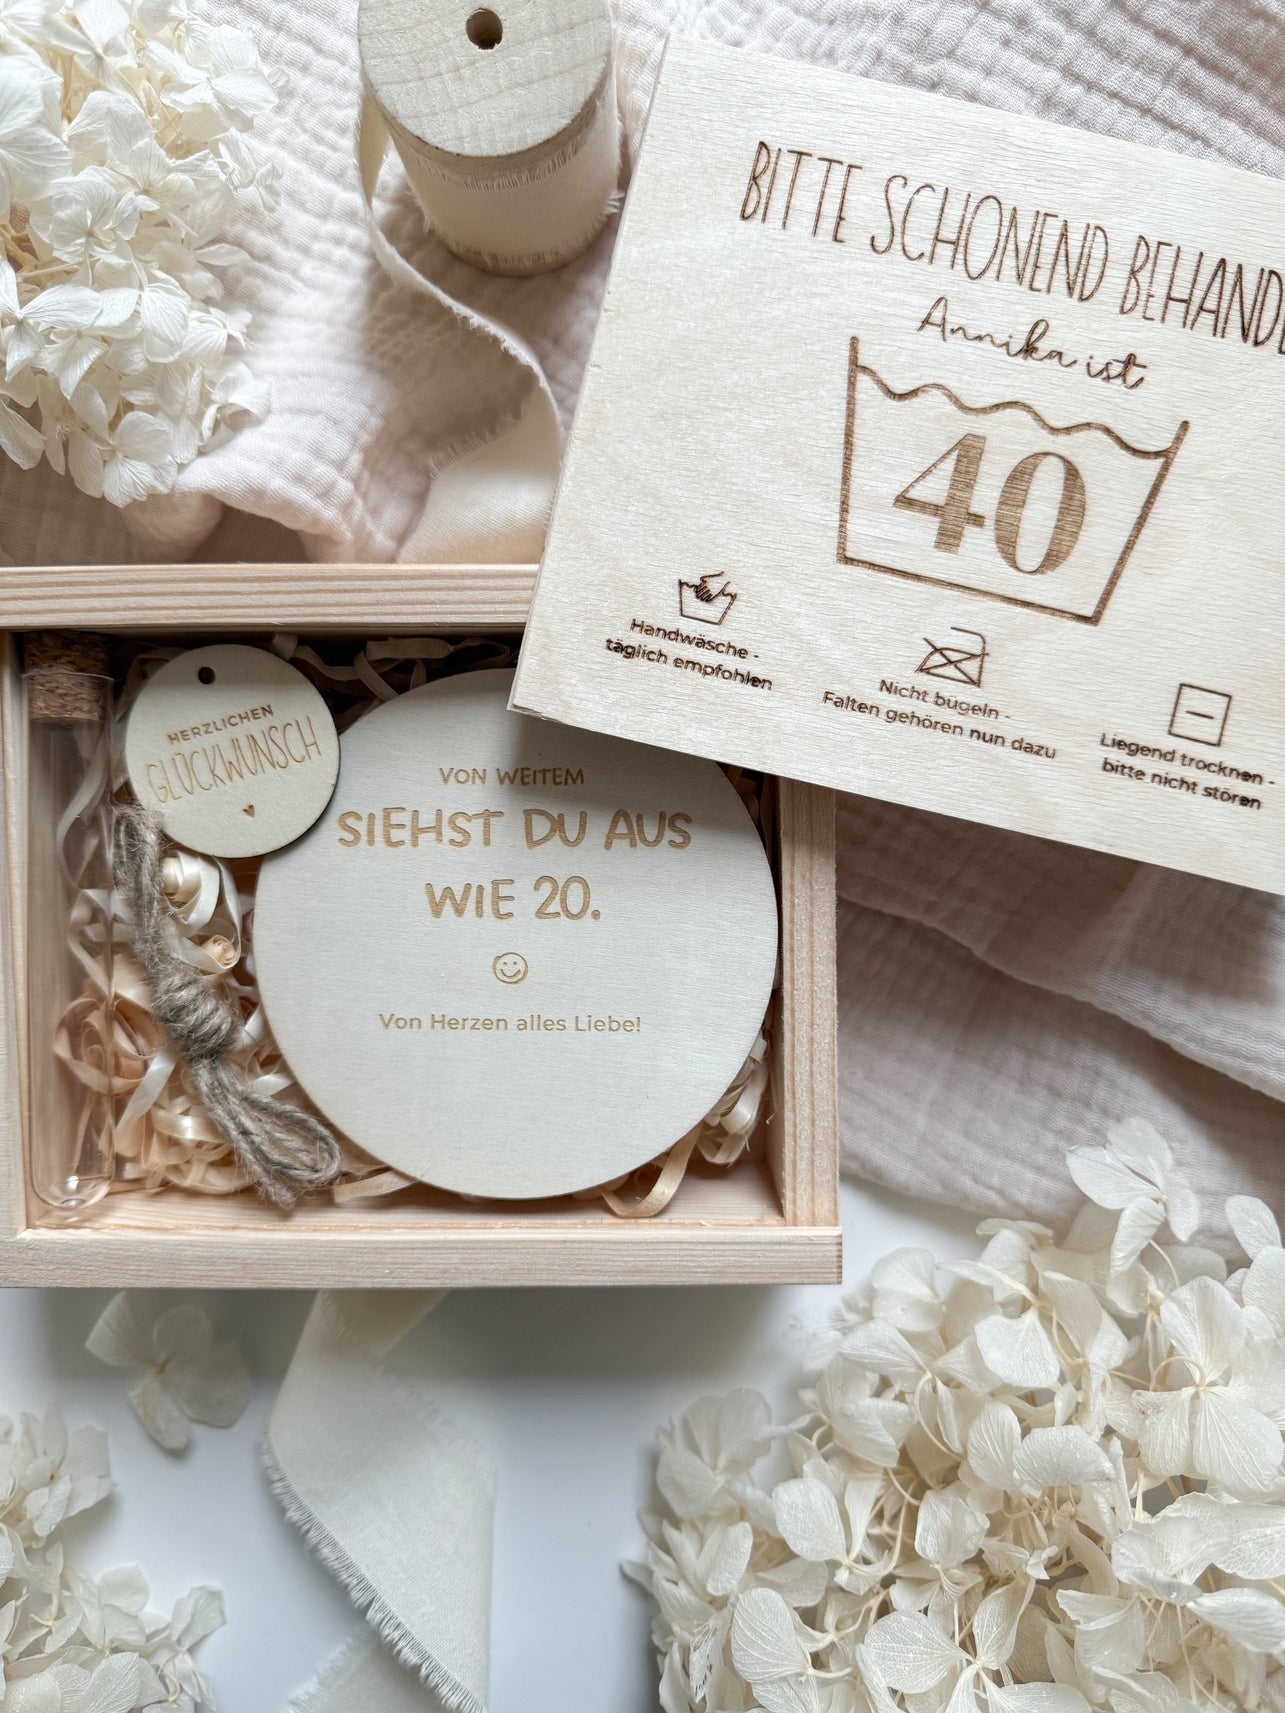 BITTE SCHONEND BEHANDE
Annika ist
40
Handwäsche -
täglich empfohlen
Nicht bügeln -
Falten gehören nun dazu
Liegend trocknen -
bitte nicht stören
HERZLICHEN
GLÜCKWUNSCH
VON WEITEM
SIEHST DU AUS
WIE 20.
Von Herzen alles Liebe!